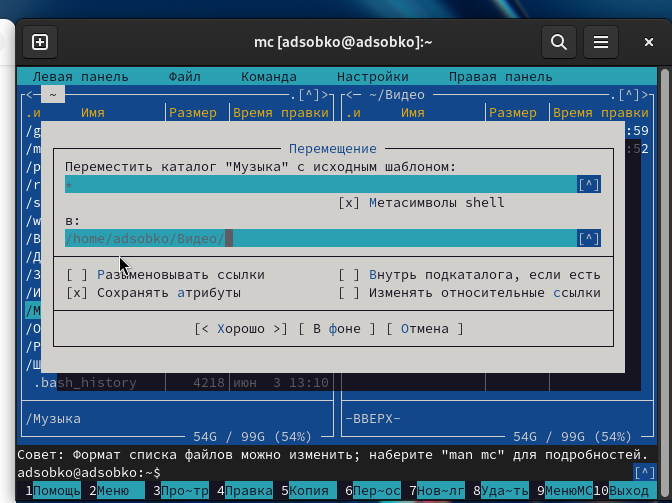 mc [adsobko@adsobko]:~
Левая панель Файл Команда Настройки Правая панель
<─ ~ .[^]> <─ ~/Видео .[^]>
.и Имя Размер Время правки .и Имя Размер Время правки
/g :59
/m :52
/p
/r
/s
/w
/В
/Д
/З
/И
/М
/О
/Р
/Ш
Перемещение
Переместить каталог "Музыка" с исходным шаблоном:
* [^]
[x] Метасимволы shell
в:
/home/adsobko/Видео/ [^]
[ ] Разыменовывать ссылки [ ] Внутрь подкаталога, если есть
[x] Сохранять атрибуты [ ] Изменять относительные ссылки
[< Хорошо >] [ В фоне ] [ Отмена ]
.bash_history 4218 июн 3 13:10
/Музыка -ВВЕРХ-
54G / 99G (54%) 54G / 99G (54%)
Совет: Формат списка файлов можно изменить; наберите "man mc" для подробностей.
adsobko@adsobko:~$ [^]
1Помощь 2Меню 3Про~тр 4Правка 5Копия 6Пер~ос 7Нов~лг 8Уда~ть 9МенюMC 10Выход